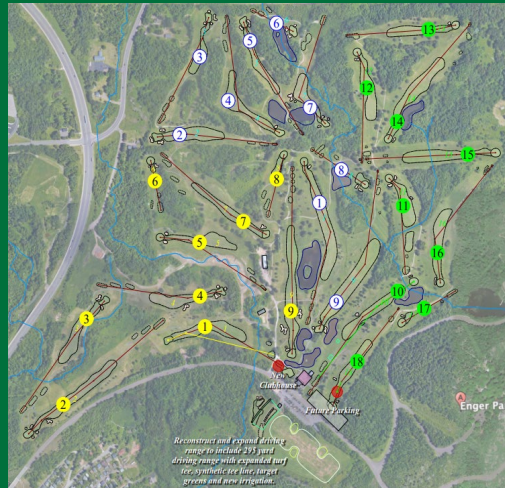 13
6
5
3
12
4
7
14
2
15
8
8
6
1
11
7
5
16
10
4
9
17
3
9
1
18
New
Clubhouse
2
Future Parking
A
Enger Pa
Reconstruct and expand driving
range to include 295 yard
driving range with expanded turf
tee, synthetic tee line, target
greens and new irrigation.